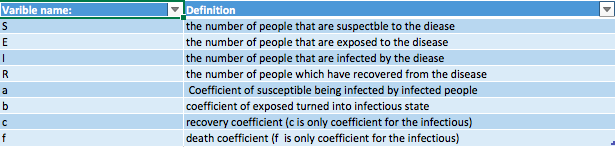 Varible name: Definition
S the number of people that are suspectble to the diease
E the number of people that are exposed to the disease
I the number of people that are infected by the diease
R the number of people which have recovered from the disease
a Coefficient of susceptible being infected by infected people
b coefficient of exposed turned into infectious state
c recovery coefficient (c is only coefficient for the infectious)
f death coefficient (f is only coefficient for the infectious)